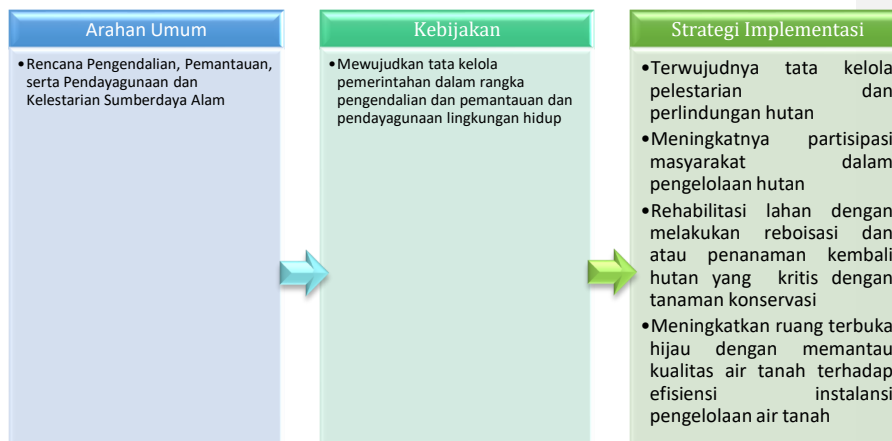 Arahan Umum
•Rencana Pengendalian, Pemantauan,
serta Pendayagunaan dan
Kelestarian Sumberdaya Alam
Kebijakan
•Mewujudkan tata kelola
pemerintahan dalam rangka
pengendalian dan pemantauan dan
pendayagunaan lingkungan hidup
Strategi Implementasi
•Terwujudnya tata kelola
pelestarian dan
perlindungan hutan
•Meningkatnya partisipasi
masyarakat dalam
pengelolaan hutan
•Rehabilitasi lahan dengan
melakukan reboisasi dan
atau penanaman kembali
hutan yang kritis dengan
tanaman konservasi
•Meningkatkan ruang terbuka
hijau dengan memantau
kualitas air tanah terhadap
efisiensi instalansi
pengelolaan air tanah